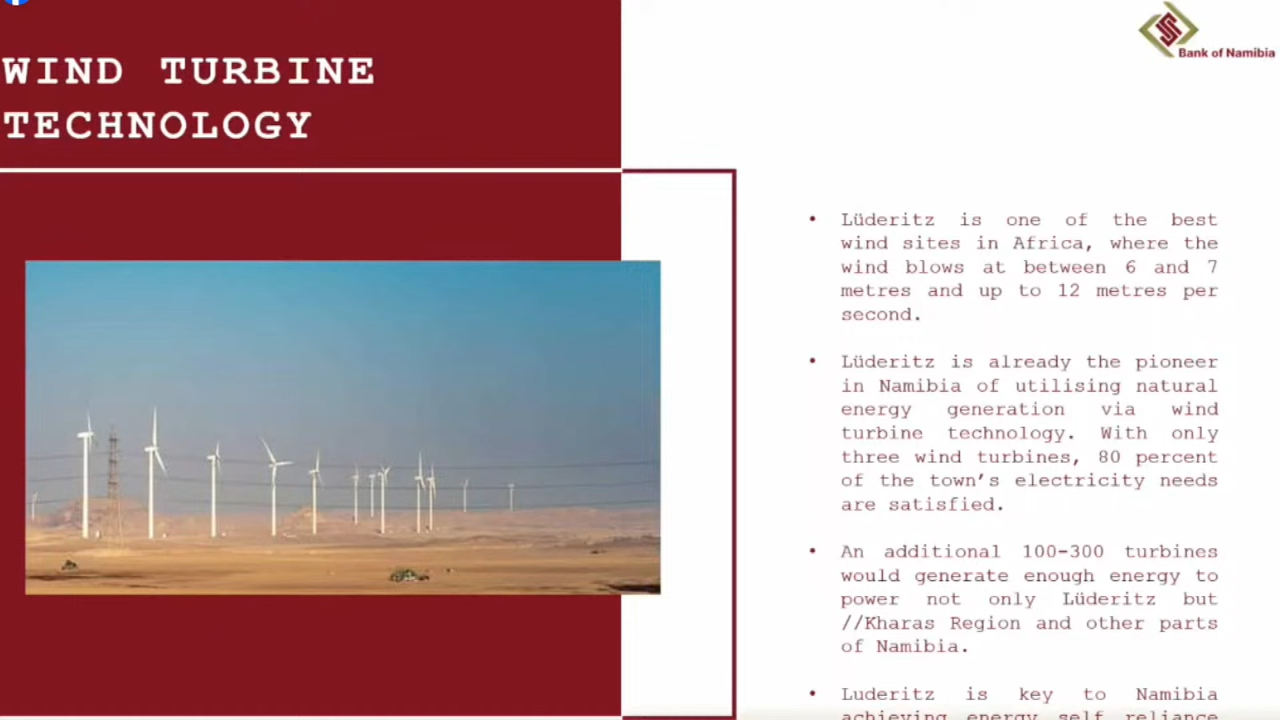 WIND TURBINE
TECHNOLOGY
Bank of Namibia
• Lüderitz is one of the best
wind sites in Africa, where the
wind blows at between 6 and 7
metres and up to 12 metres per
second.
• Lüderitz is already the pioneer
in Namibia of utilising natural
energy generation via wind
turbine technology. With only
three wind turbines, 80 percent
of the town's electricity needs
are satisfied.
• An additional 100-300 turbines
would generate enough energy to
power not only Lüderitz but
//Kharas Region and other parts
of Namibia.
• Luderitz is key to Namibia
achieving energy self reliance